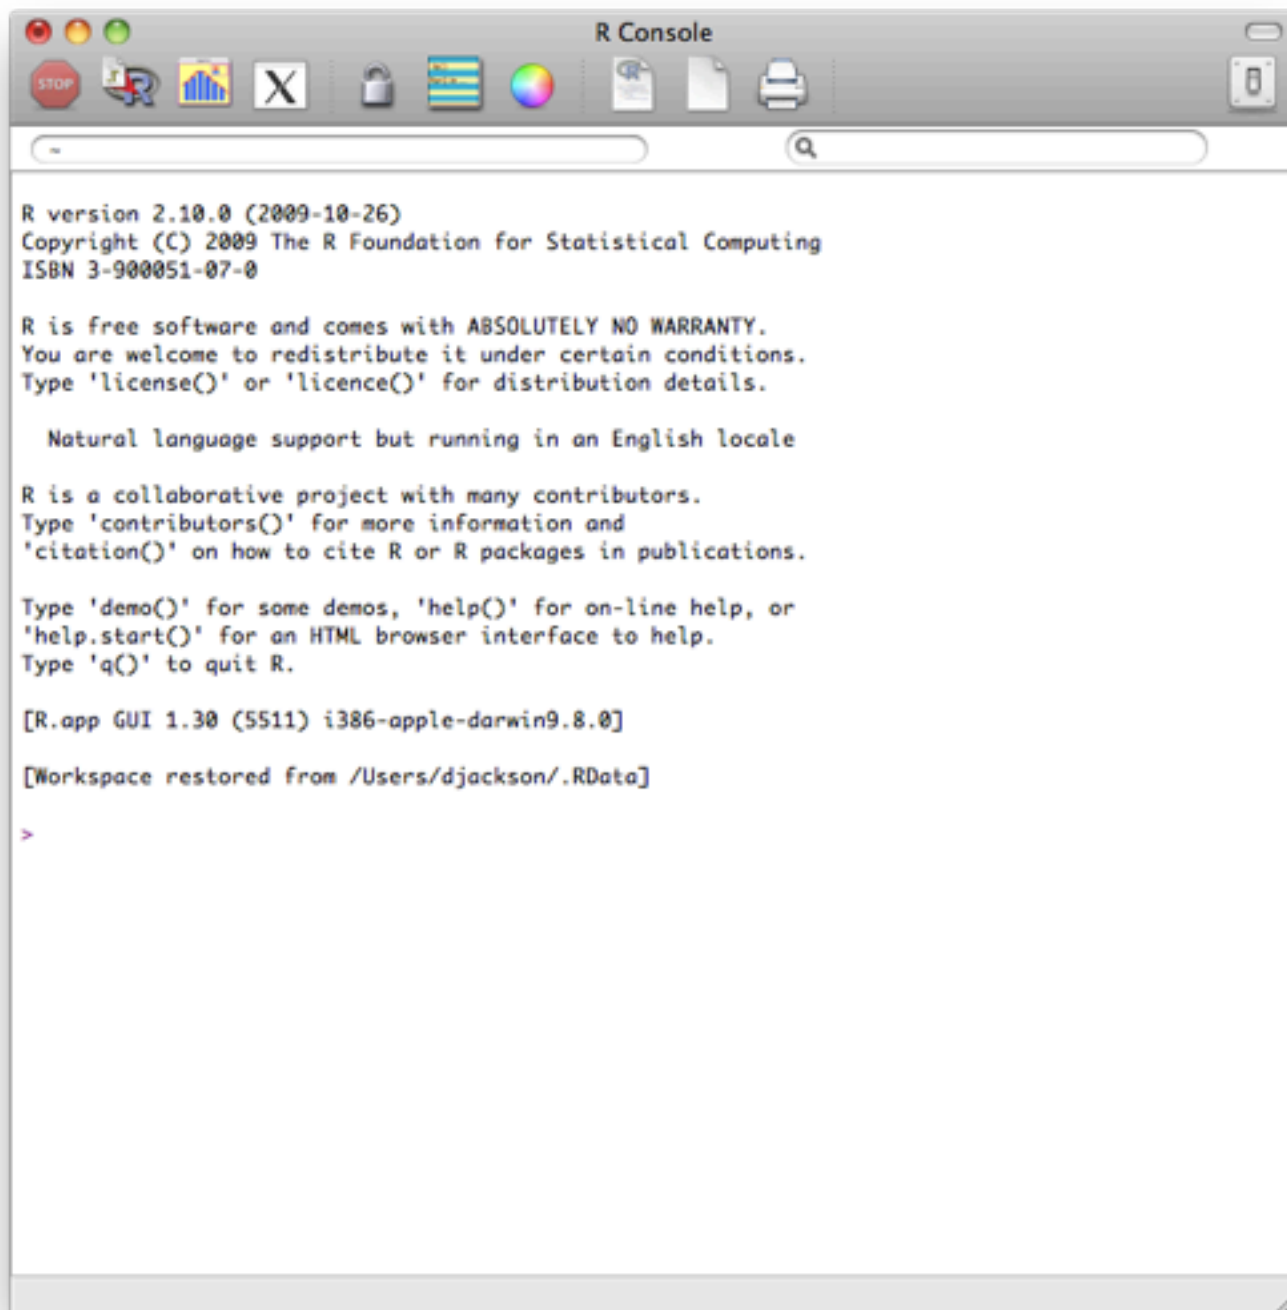 R Console
STOP
X
~
R version 2.10.0 (2009-10-26)
Copyright (C) 2009 The R Foundation for Statistical Computing
ISBN 3-900051-07-0
R is free software and comes with ABSOLUTELY NO WARRANTY.
You are welcome to redistribute it under certain conditions.
Type 'license()' or 'licence()' for distribution details.
  Natural language support but running in an English locale
R is a collaborative project with many contributors.
Type 'contributors()' for more information and
'citation()' on how to cite R or R packages in publications.
Type 'demo()' for some demos, 'help()' for on-line help, or
'help.start()' for an HTML browser interface to help.
Type 'q()' to quit R.
[R.app GUI 1.30 (5511) i386-apple-darwin9.8.0]
[Workspace restored from /Users/djackson/.RData]
>